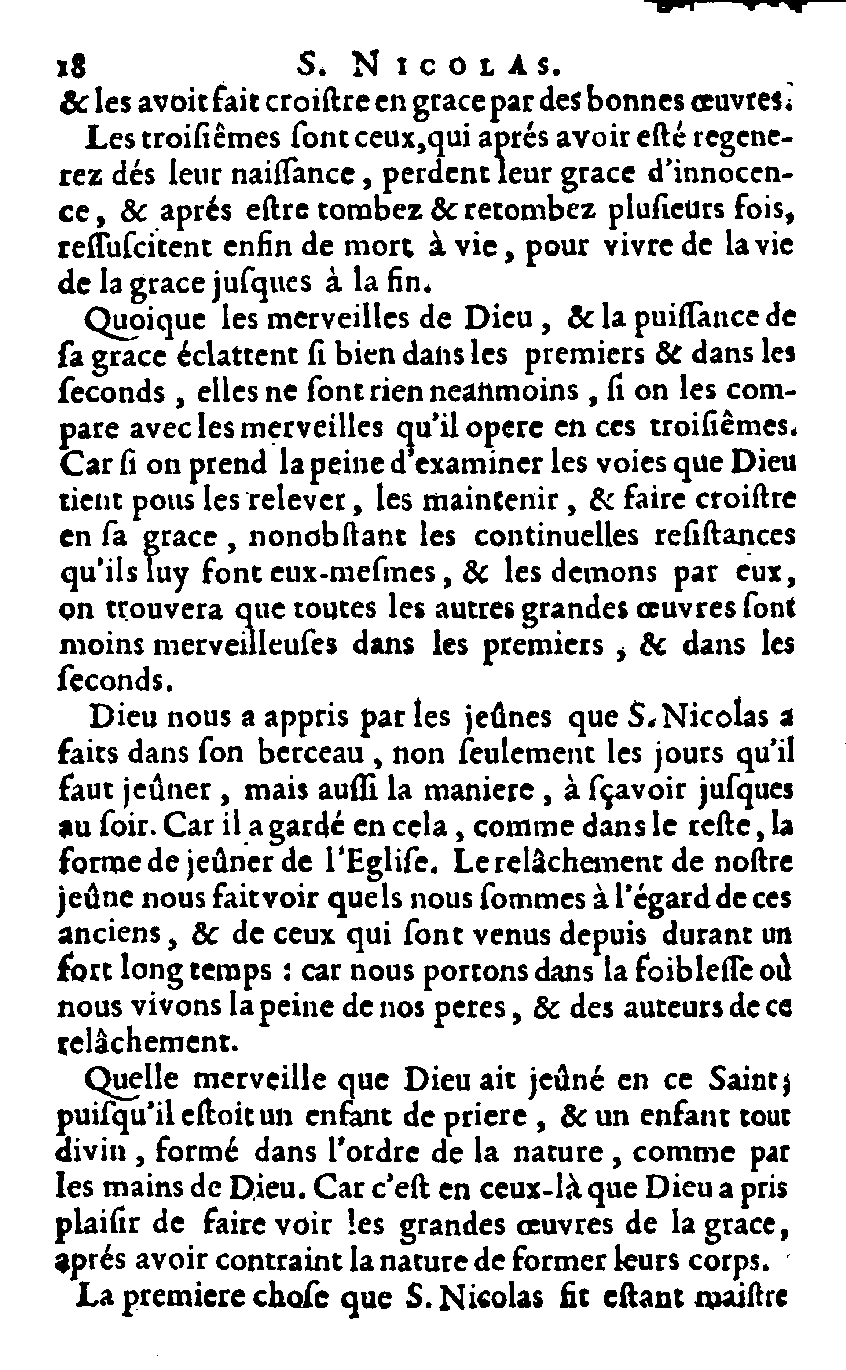 18 S. NICOLAS.
& les avoit fait croiſtre en grace par des bonnes œuvres.
Les troiſiêmes ſont ceux, qui aprés avoir eſté regene-
rez dés leur naiſſance, perdent leur grace d'innocen-
ce, & aprés eſtre tombez & retombez pluſieurs fois,
reſſuſcitent enfin de mort à vie, pour vivre de la vie
de la grace juſques à la fin.
Quoique les merveilles de Dieu, & la puiſſance de
ſa grace éclattent ſi bien dans les premiers & dans les
ſeconds, elles ne ſont rien neanmoins, ſi on les com-
pare avec les merveilles qu'il opere en ces troiſiêmes.
Car ſi on prend la peine d'examiner les voies que Dieu
tient pous les relever, les maintenir, & faire croiſtre
en ſa grace, nonobſtant les continuelles reſiſtances
qu'ils luy font eux-meſmes, & les demons par eux,
on trouvera que toutes les autres grandes œuvres ſont
moins merveilleuſes dans les premiers, & dans les
ſeconds.
Dieu nous a appris par les jeûnes que S. Nicolas a
faits dans ſon berceau, non ſeulement les jours qu'il
faut jeûner, mais auſſi la maniere, à ſçavoir juſques
au ſoir. Car il a gardé en cela, comme dans le reſte, la
forme de jeûner de l'Egliſe. Le relâchement de noſtre
jeûne nous fait voir quels nous ſommes à l'égard de ces
anciens, & de ceux qui ſont venus depuis durant un
fort long temps : car nous portons dans la foibleſſe où
nous vivons la peine de nos peres, & des auteurs de ce
relâchement.
Quelle merveille que Dieu ait jeûné en ce Saint;
puiſqu'il eſtoit un enfant de priere, & un enfant tout
divin, formé dans l'ordre de la nature, comme par
les mains de Dieu. Car c'eſt en ceux-là que Dieu a pris
plaiſir de faire voir les grandes œuvres de la grace,
aprés avoir contraint la nature de former leurs corps.
La premiere choſe que S. Nicolas fit eſtant maiſtre